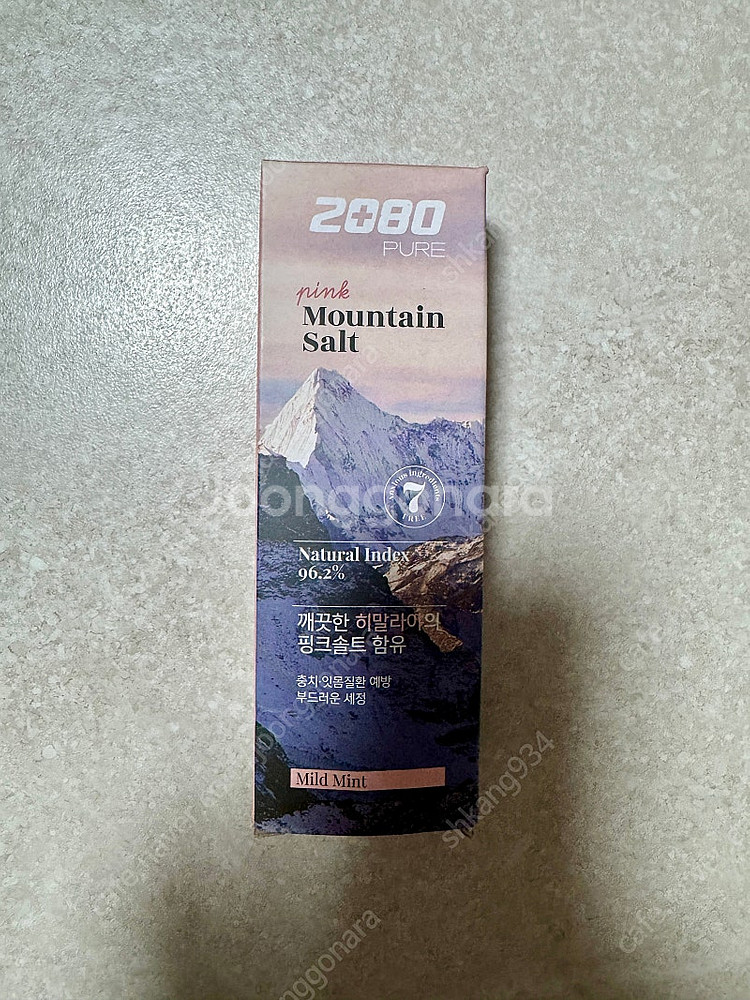 2080
PURE
pink
Mountain
Salt
7
FREE
Natural Index
96.2%
깨끗한 히말라야의
핑크솔트 함유
충치·잇몸질환 예방
부드러운 세정
Mild Mint
Joonggonara
shkang934